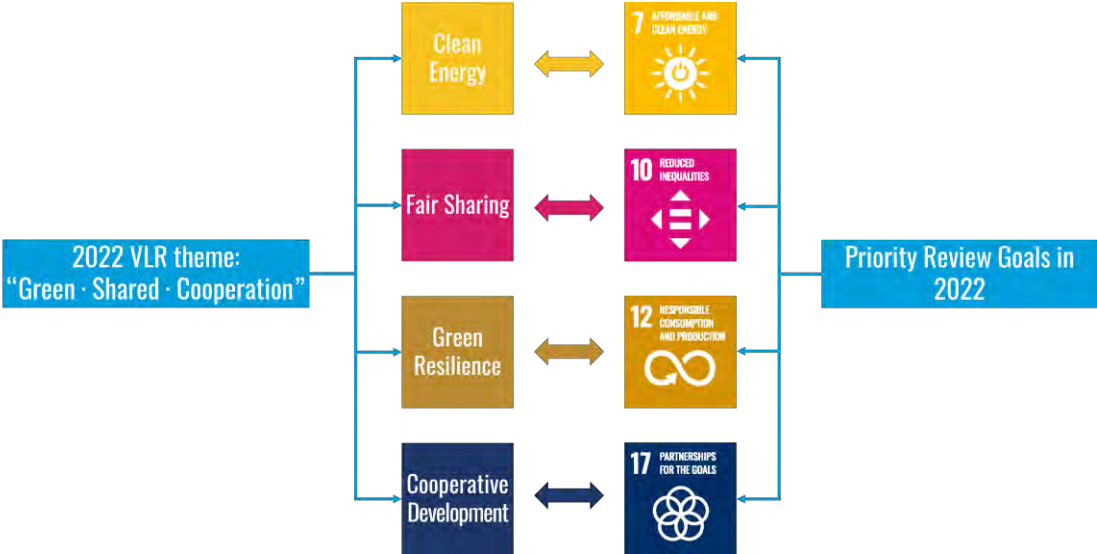 2022 VLR theme:
“Green · Shared · Cooperation”
Clean
Energy
7 AFFORDABLE AND
CLEAN ENERGY
Fair Sharing
10 REDUCED
INEQUALITIES
Green
Resilience
12 RESPONSIBLE
CONSUMPTION
AND PRODUCTION
Cooperative
Development
17 PARTNERSHIPS
FOR THE GOALS
Priority Review Goals in
2022